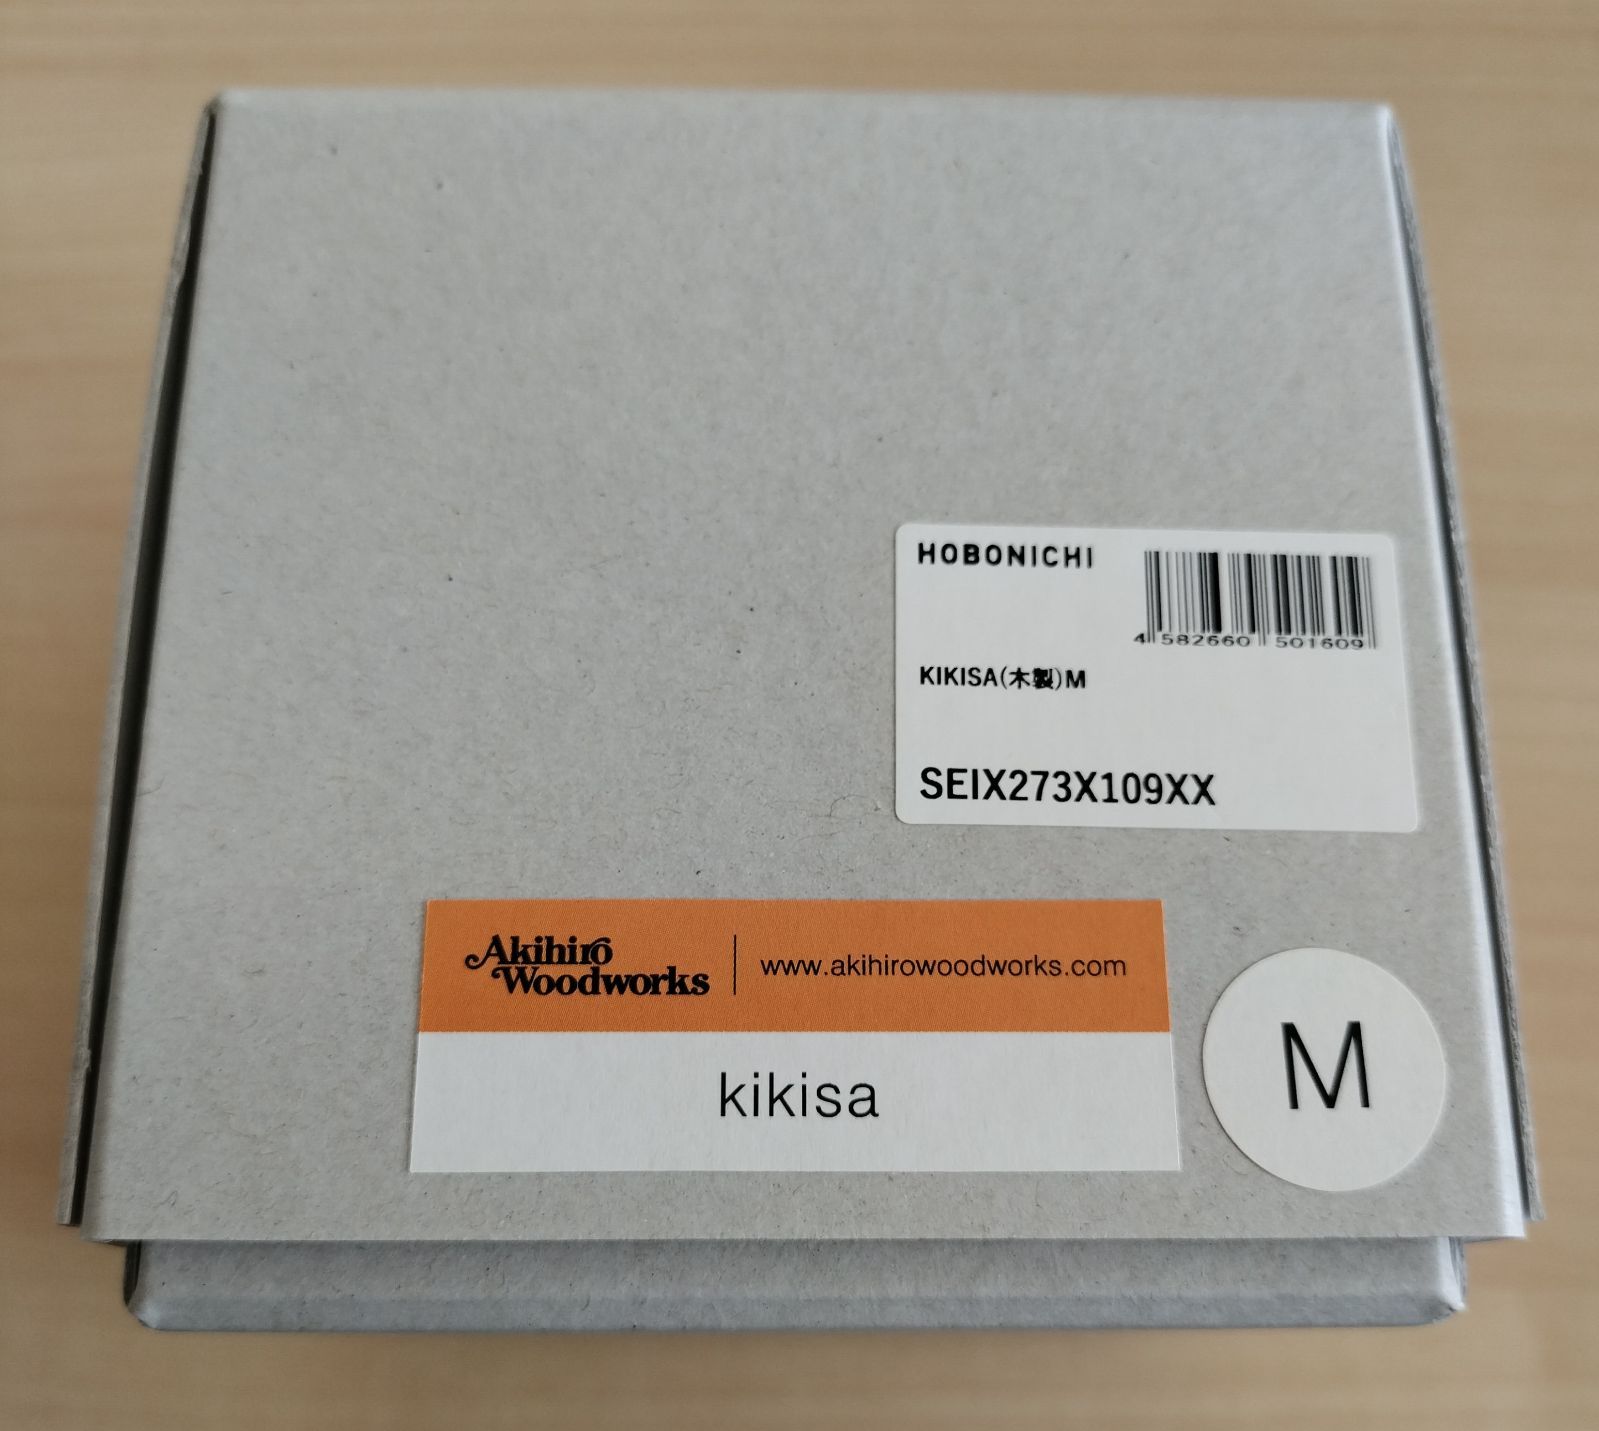 HOBONICHI
4 582660 501609
KIKISA(木製)M
SEIX273X109XX
Akihiro
Woodworks
www.akihirowoodworks.com
kikisa
M